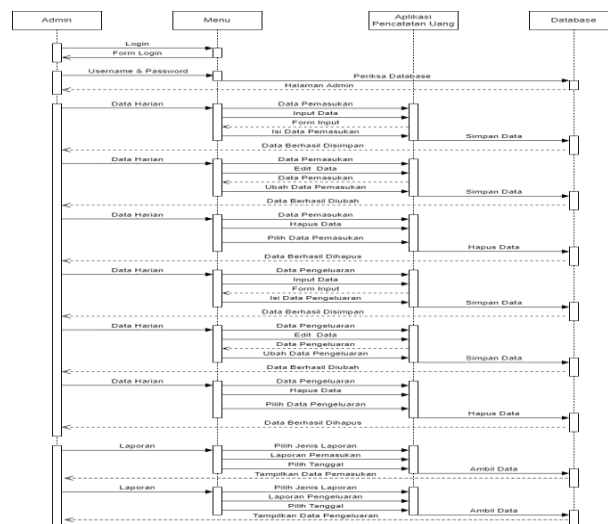 Admin
Menu
Aplikasi
Pencatatan Uang
Database
Login
Form Login
Username & Password
Periksa Database
Halaman Admin
Data Harian
Data Pemasukan
Input Data
Form Input
Isi Data Pemasukan
Simpan Data
Data Berhasil Disimpan
Data Harian
Data Pemasukan
Edit Data
Data Pemasukan
Ubah Data Pemasukan
Simpan Data
Data Berhasil Diubah
Data Harian
Data Pemasukan
Hapus Data
Pilih Data Pemasukan
Hapus Data
Data Berhasil Dihapus
Data Harian
Data Pengeluaran
Input Data
Form Input
Isi Data Pengeluaran
Simpan Data
Data Berhasil Disimpan
Data Harian
Data Pengeluaran
Edit Data
Data Pengeluaran
Ubah Data Pengeluaran
Simpan Data
Data Berhasil Diubah
Data Harian
Data Pengeluaran
Hapus Data
Pilih Data Pengeluaran
Hapus Data
Data Berhasil Dihapus
Laporan
Pilih Jenis Laporan
Laporan Pemasukan
Pilih Tanggal
Ambil Data
Tampilkan Data Pemasukan
Laporan
Pilih Jenis Laporan
Laporan Pengeluaran
Pilih Tanggal
Ambil Data
Tampilkan Data Pengeluaran